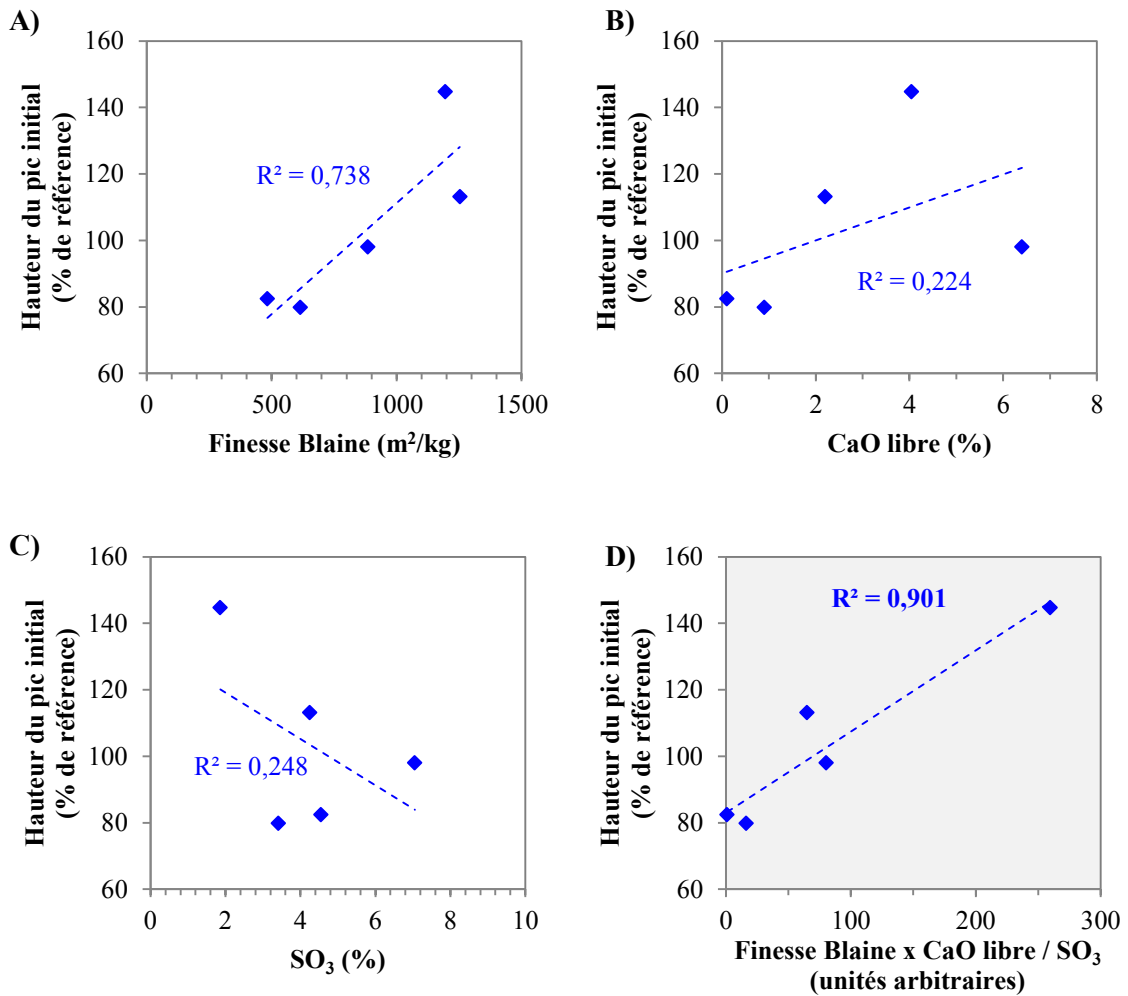 A)
160
140
120
100
80
60
0
500
1000
1500
R² = 0,738
Hauteur du pic initial
(% de référence)
Finesse Blaine (m²/kg)
B)
160
140
120
100
80
60
0
2
4
6
8
R² = 0,224
Hauteur du pic initial
(% de référence)
CaO libre (%)
C)
160
140
120
100
80
60
0
2
4
6
8
10
R² = 0,248
Hauteur du pic initial
(% de référence)
SO₃ (%)
D)
160
140
120
100
80
60
0
100
200
300
R² = 0,901
Hauteur du pic initial
(% de référence)
Finesse Blaine x CaO libre / SO₃
(unités arbitraires)